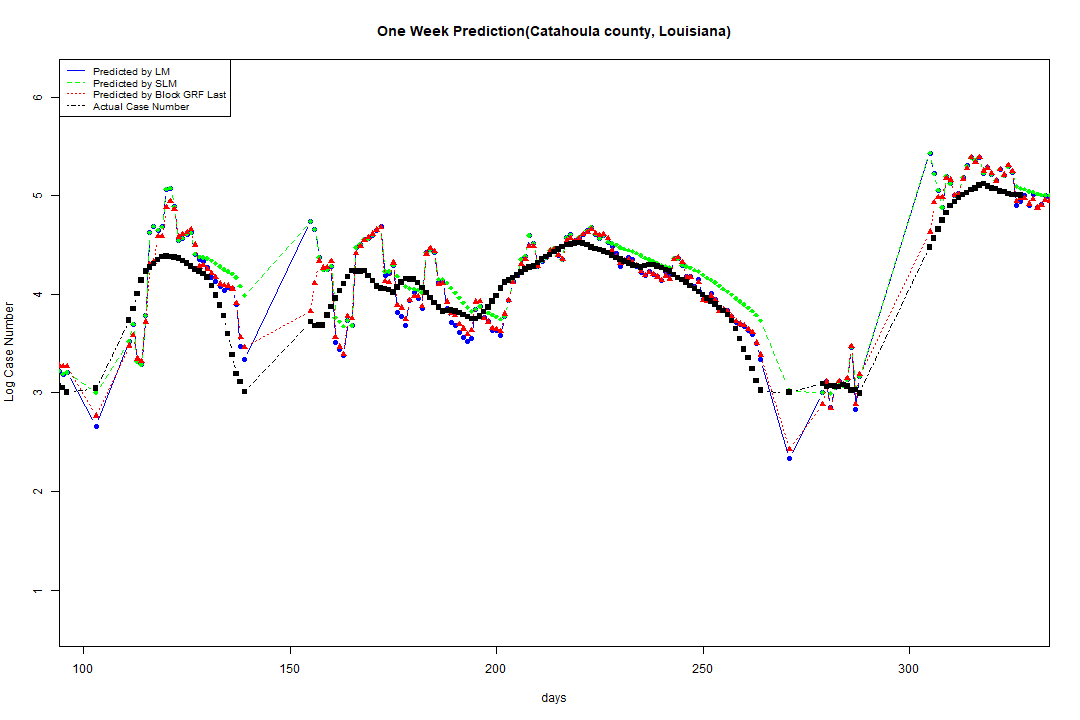 One Week Prediction(Catahoula county, Louisiana)
Predicted by LM
Predicted by SLM
Predicted by Block GRF Last
Actual Case Number
6
5
4
3
2
1
Log Case Number
100 150 200 250 300
days